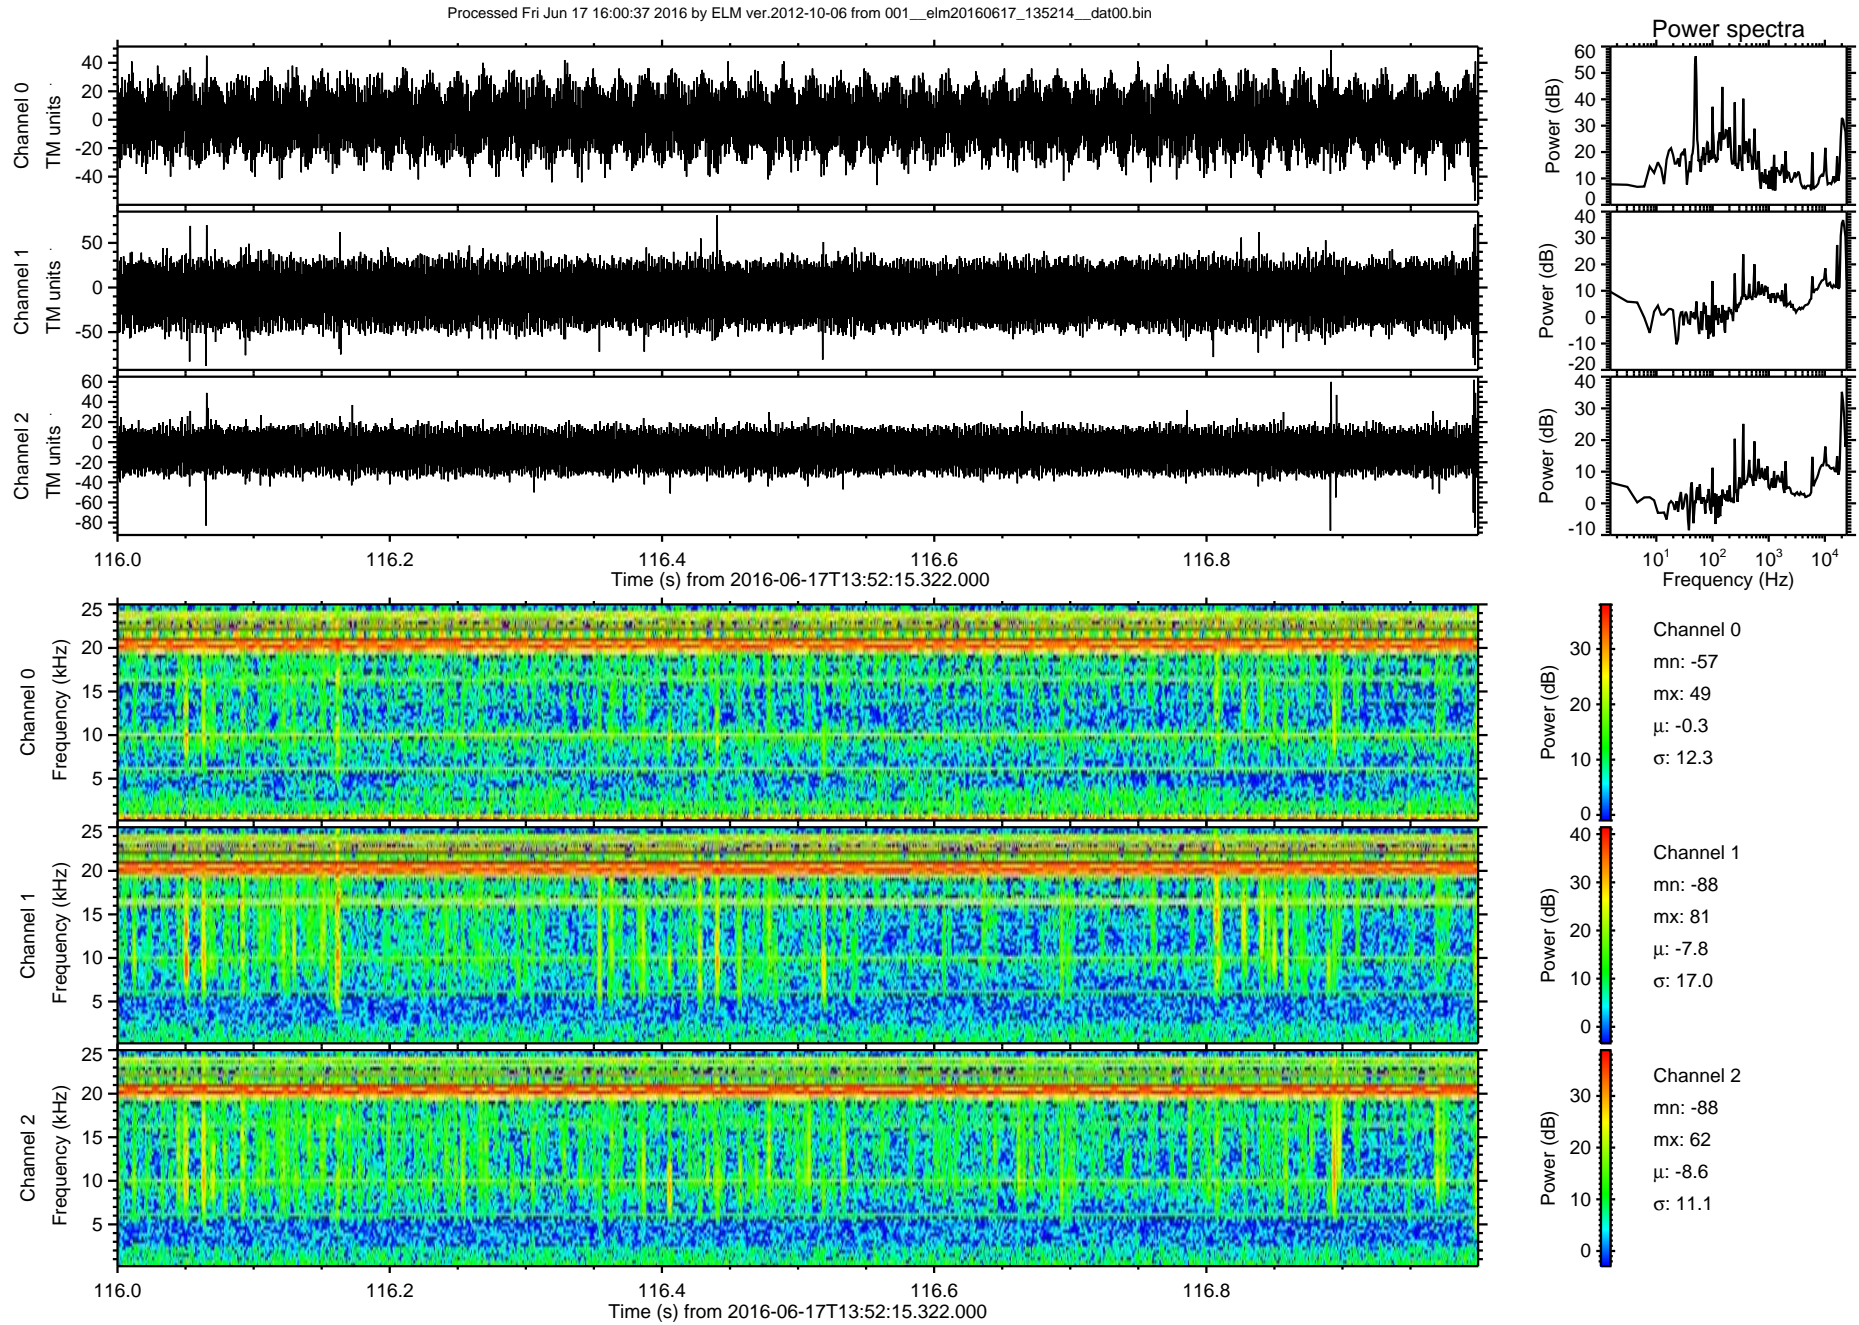 Processed Fri Jun 17 16:00:37 2016 by ELM ver.2012-10-06 from 001__elm20160617_135214__dat00.bin
Power spectra
Channel 0
TM units
40
20
0
-20
-40
Power (dB)
60
50
40
30
20
10
0
Channel 1
TM units
50
0
-50
Power (dB)
40
30
20
10
0
-10
-20
Channel 2
TM units
60
40
20
0
-20
-40
-60
-80
Power (dB)
40
30
20
10
0
-10
116.0 116.2 116.4 116.6 116.8
Time (s) from 2016-06-17T13:52:15.322.000
10^1 10^2 10^3 10^4
Frequency (Hz)
Channel 0
Frequency (kHz)
25
20
15
10
5
Power (dB)
30
20
10
0
Channel 0
mn: -57
mx: 49
µ: -0.3
σ: 12.3
Channel 1
Frequency (kHz)
25
20
15
10
5
Power (dB)
40
30
20
10
0
Channel 1
mn: -88
mx: 81
µ: -7.8
σ: 17.0
Channel 2
Frequency (kHz)
25
20
15
10
5
Power (dB)
30
20
10
0
Channel 2
mn: -88
mx: 62
µ: -8.6
σ: 11.1
116.0 116.2 116.4 116.6 116.8
Time (s) from 2016-06-17T13:52:15.322.000